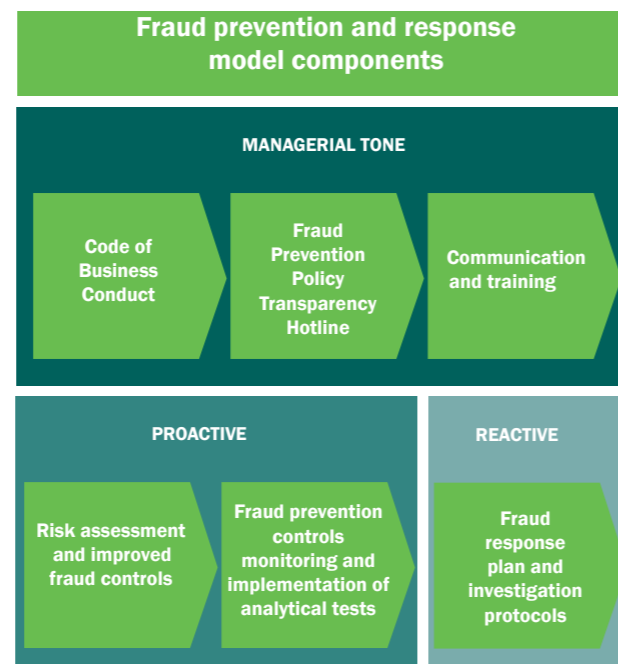 Fraud prevention and response
model components
MANAGERIAL TONE
Code of
Business
Conduct
Fraud
Prevention
Policy
Transparency
Hotline
Communication
and training
PROACTIVE
Risk assessment
and improved
fraud controls
Fraud prevention
controls
monitoring and
implementation of
analytical tests
REACTIVE
Fraud
response
plan and
investigation
protocols